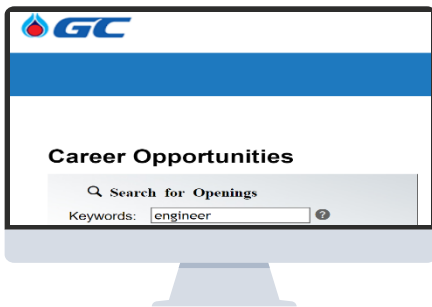 GC
Career Opportunities
Search for Openings
Keywords: engineer ?